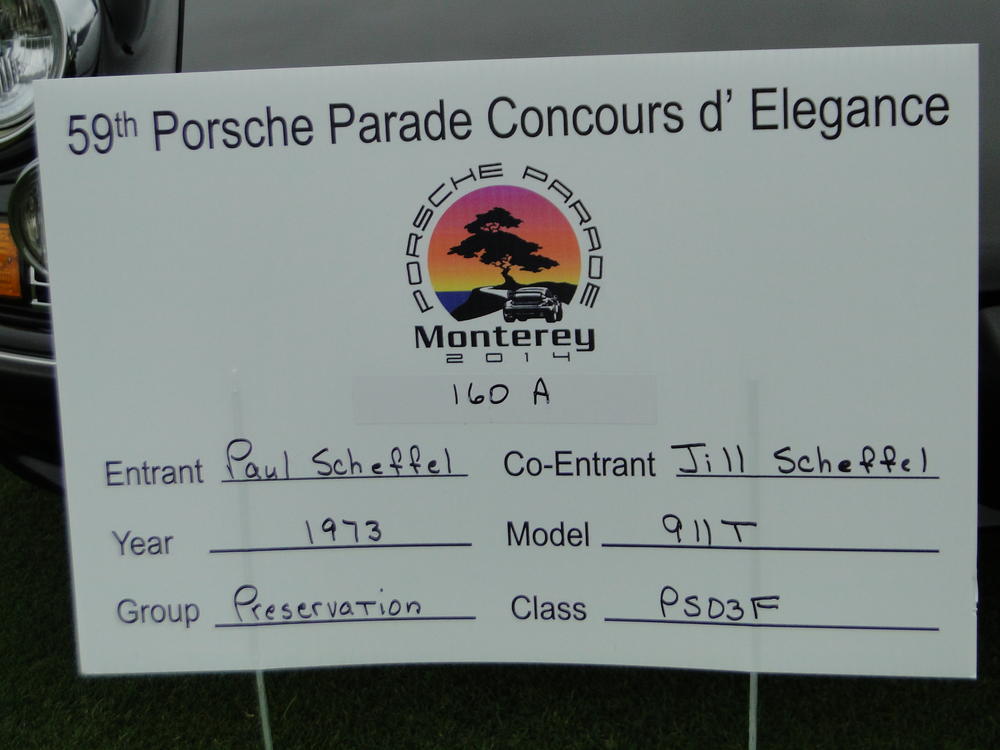 59th Porsche Parade Concours d' Elegance
PORSCHE PARADE
Monterey
2014
160 A
Entrant Paul Scheffel Co-Entrant Jill Scheffel
Year 1973 Model 911T
Group Preservation Class PS03F